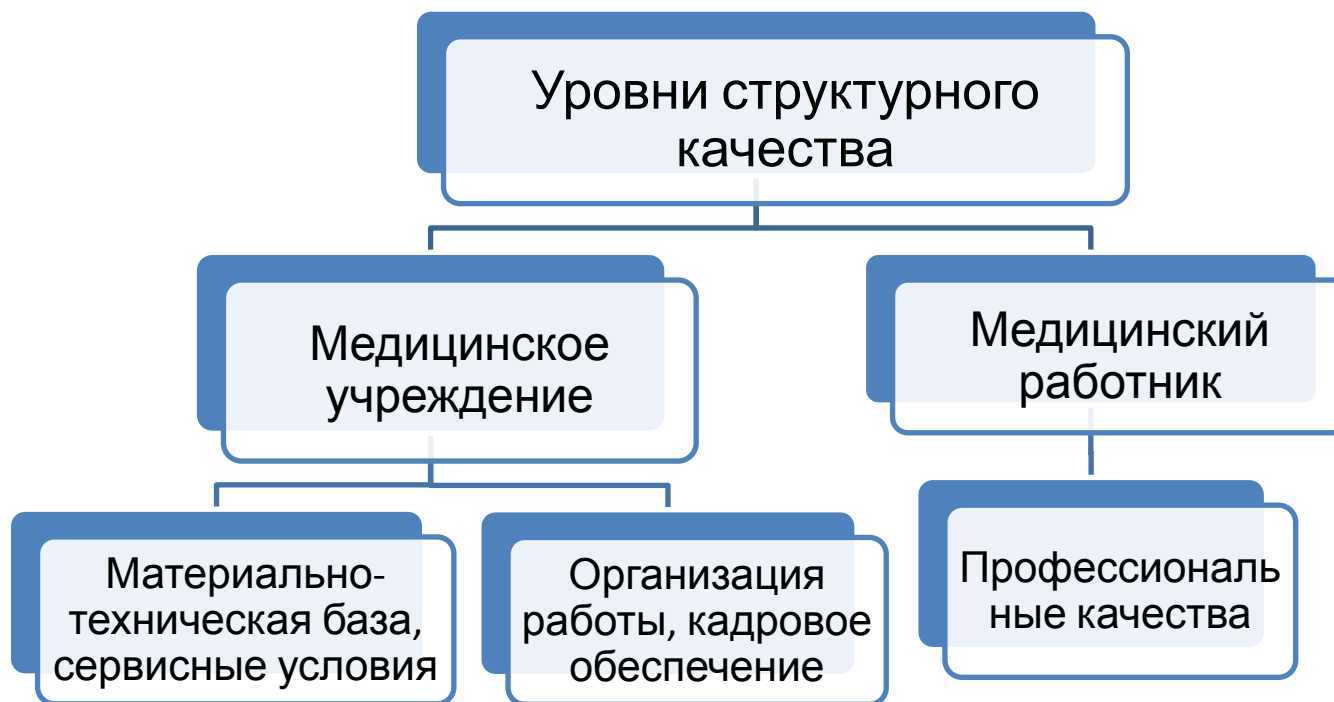 Уровни структурного
качества
Медицинское
учреждение
Медицинский
работник
Материально-
техническая база,
сервисные условия
Организация
работы, кадровое
обеспечение
Профессиональ
ные качества